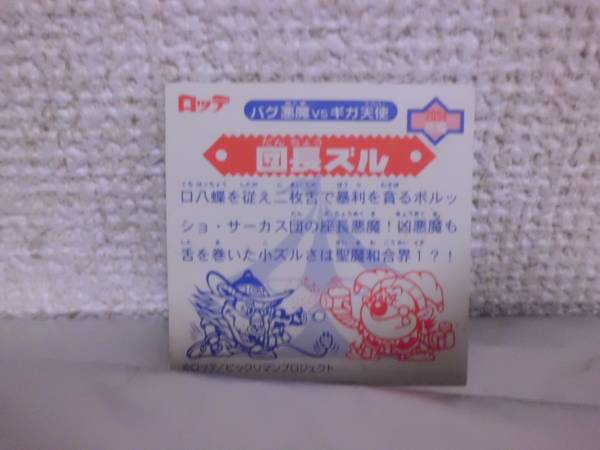 ロッテ
バグ悪魔VSギガ天使
団長ズル
口八蝶を従え二枚舌で暴利を貪るボルッ
ショ・サーカス団の座長悪魔！凶悪魔も
舌を巻いた小ズルさは聖魔和合界１？！
©ロッテ/ビックリマンプロジェクト